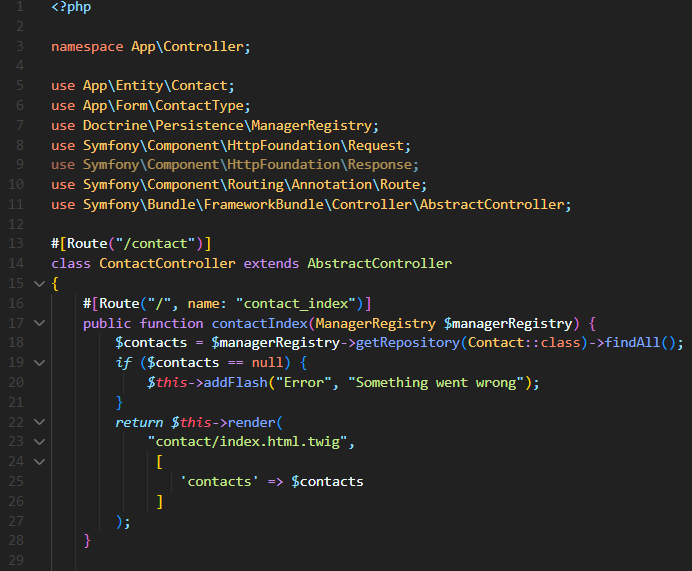 1 <?php
2
3 namespace App\Controller;
4
5 use App\Entity\Contact;
6 use App\Form\ContactType;
7 use Doctrine\Persistence\ManagerRegistry;
8 use Symfony\Component\HttpFoundation\Request;
9 use Symfony\Component\HttpFoundation\Response;
10 use Symfony\Component\Routing\Annotation\Route;
11 use Symfony\Bundle\FrameworkBundle\Controller\AbstractController;
12
13 #[Route("/contact")]
14 class ContactController extends AbstractController
15 {
16     #[Route("/", name: "contact_index")]
17     public function contactIndex(ManagerRegistry $managerRegistry) {
18         $contacts = $managerRegistry->getRepository(Contact::class)->findAll();
19         if ($contacts == null) {
20             $this->addFlash("Error", "Something went wrong");
21         }
22         return $this->render(
23             "contact/index.html.twig",
24              [
25                 'contacts' => $contacts
26              ]
27         );
28     }
29